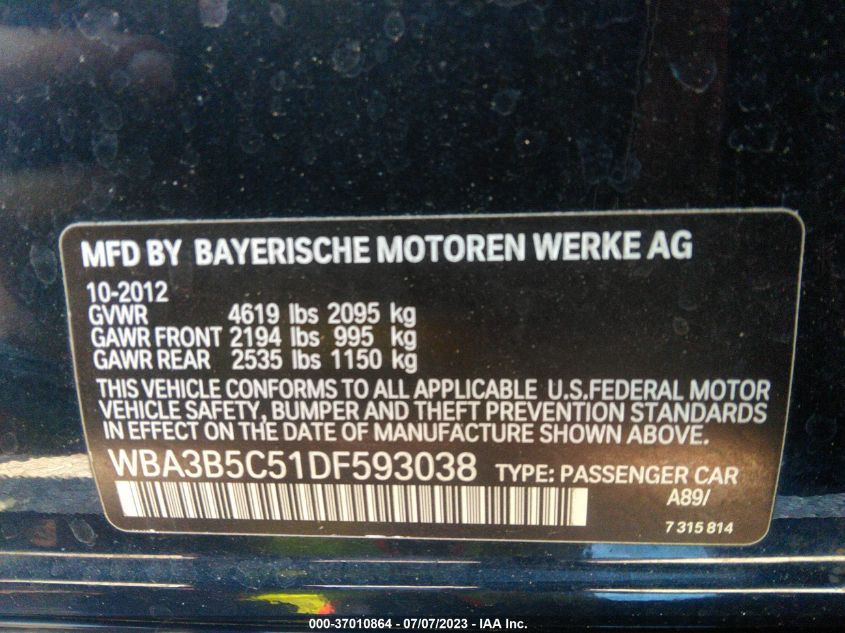 MFD BY BAYERISCHE MOTOREN WERKE AG
10-2012
GVWR 4619 lbs 2095 kg
GAWR FRONT 2194 lbs 995 kg
GAWR REAR 2535 lbs 1150 kg
THIS VEHICLE CONFORMS TO ALL APPLICABLE U.S.FEDERAL MOTOR
VEHICLE SAFETY, BUMPER AND THEFT PREVENTION STANDARDS
IN EFFECT ON THE DATE OF MANUFACTURE SHOWN ABOVE.
WBA3B5C51DF593038 TYPE: PASSENGER CAR
A89/
7 315 814
000-37010864 - 07/07/2023 - IAA Inc.